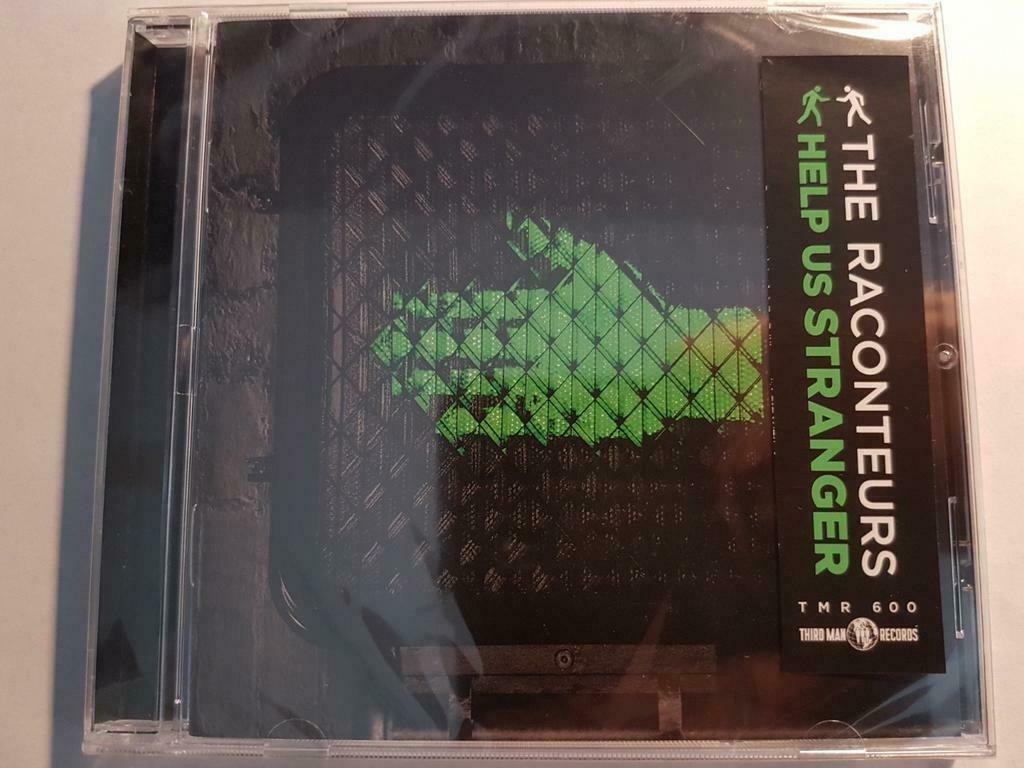 THE RACONTEURS
HELP US STRANGER
TMR 600
THIRD MAN RECORDS